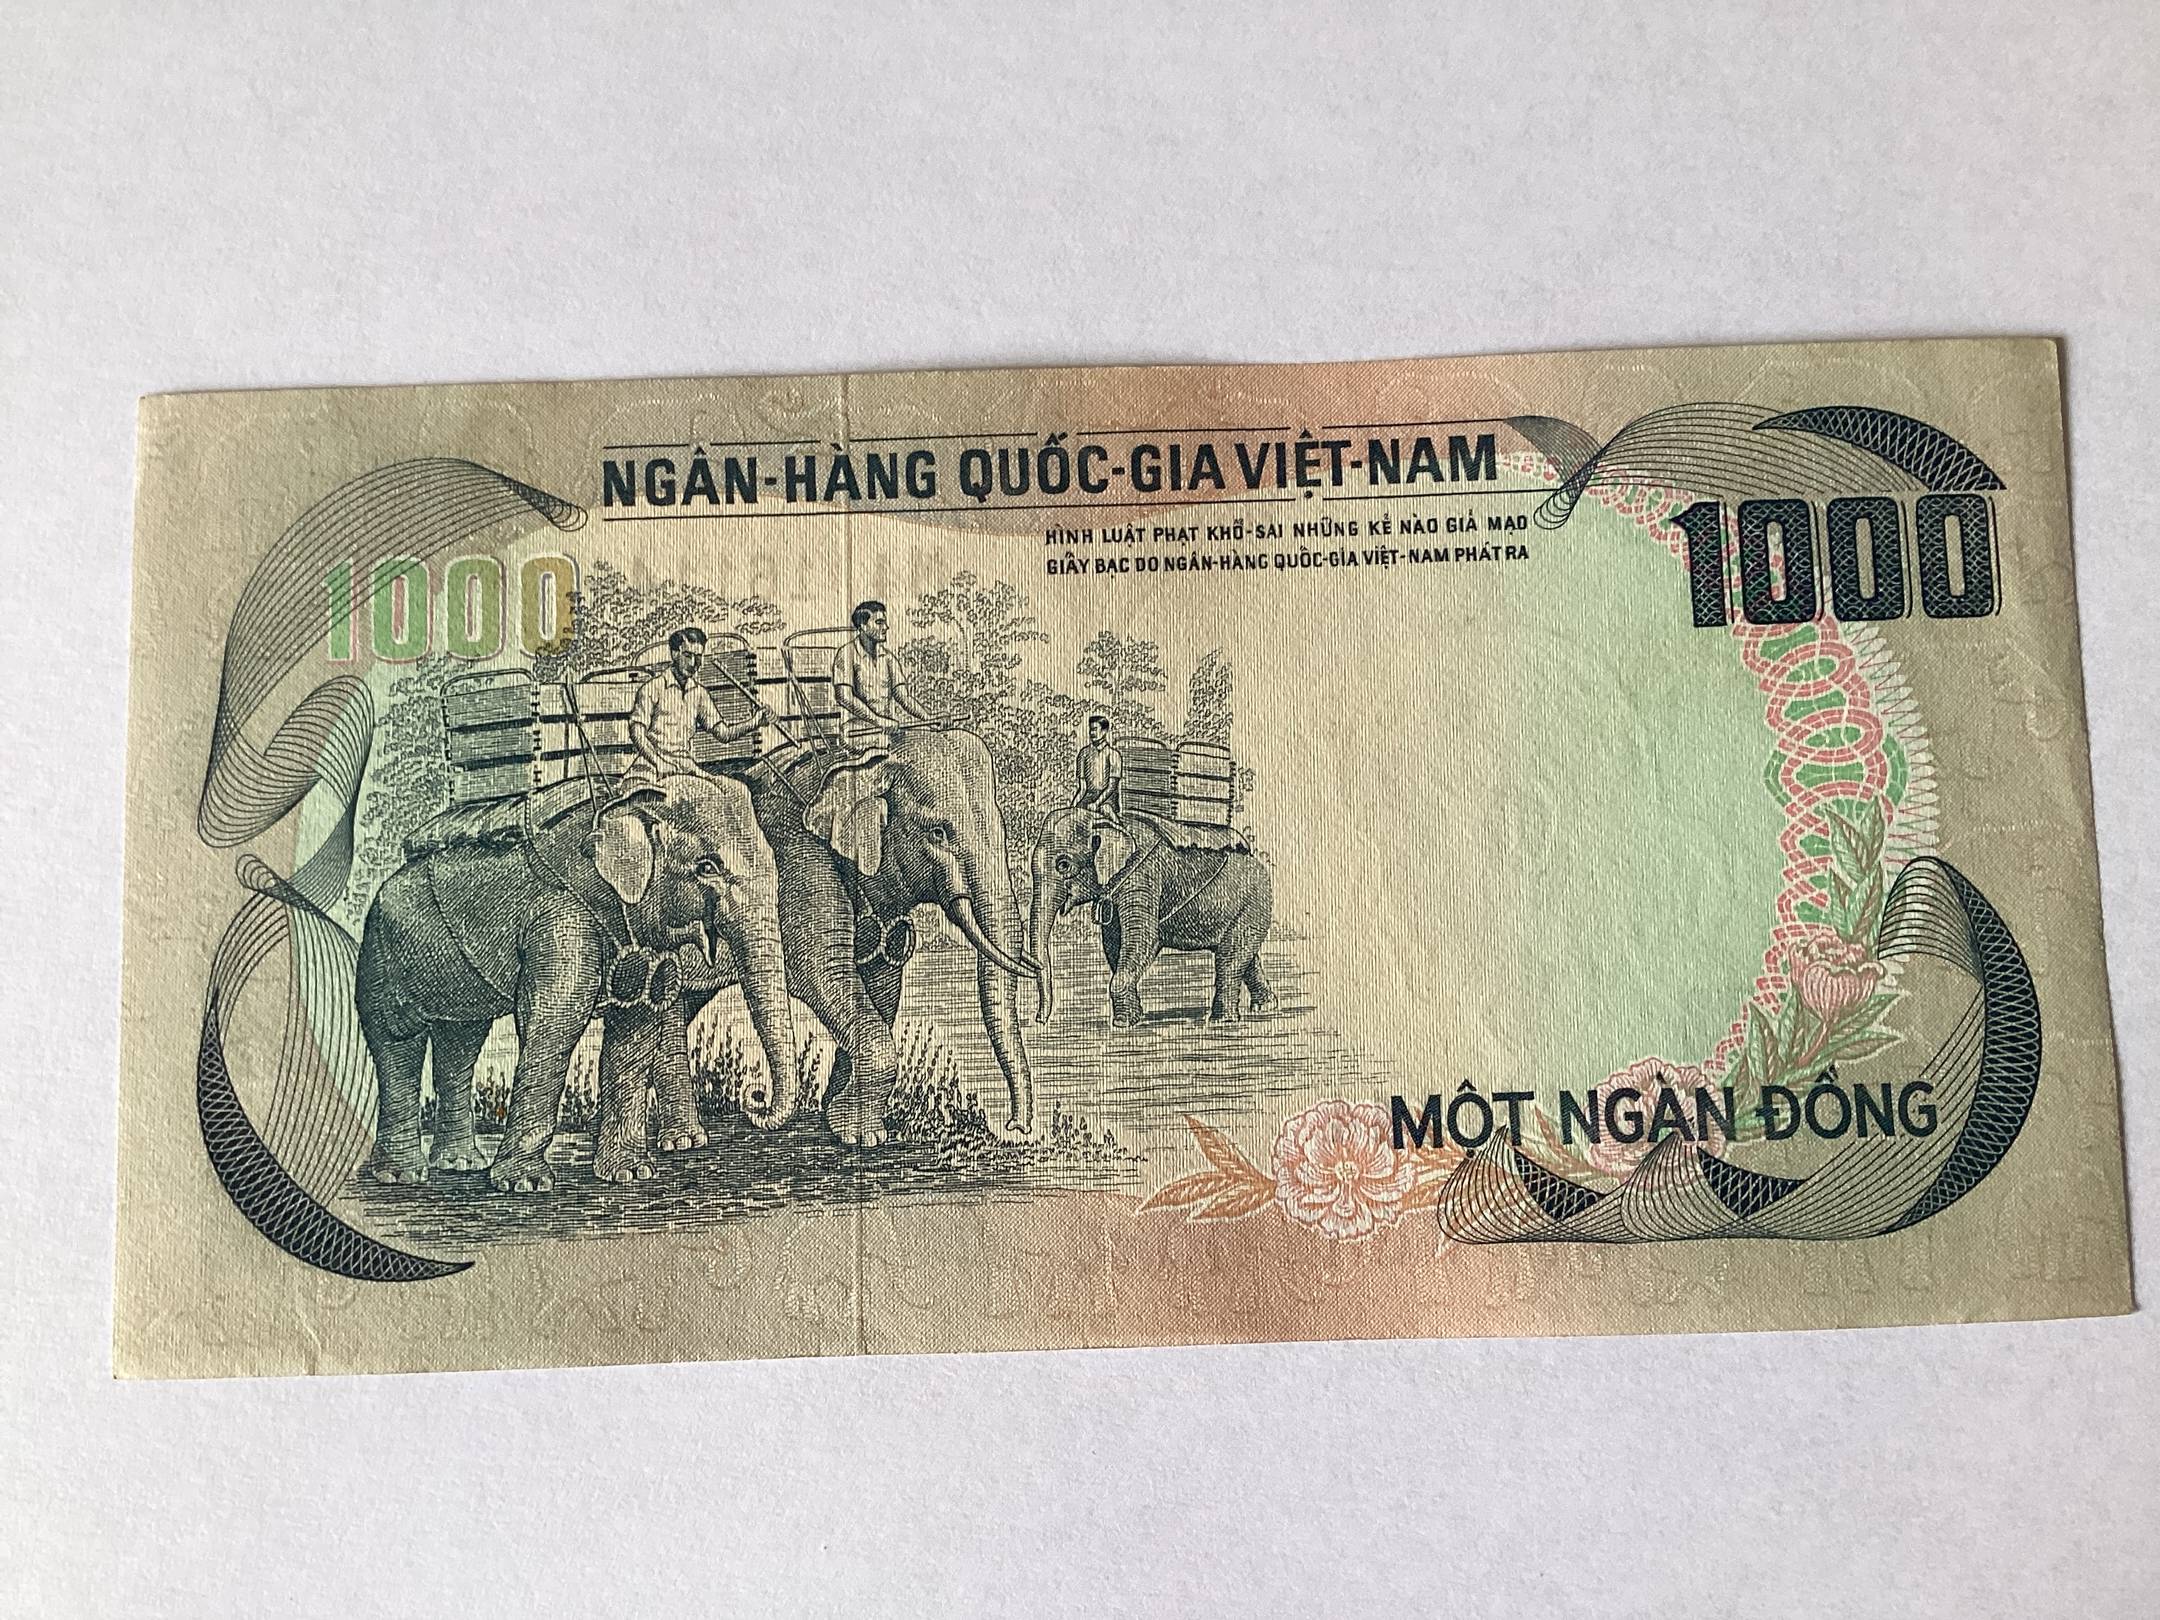 NGÂN-HÀNG QUỐC-GIA VIỆT-NAM
HÌNH LUẬT PHẠT KHỔ-SAI NHỮNG KẺ NÀO GIẢ MẠO
GIẤY BẠC DO NGÂN-HÀNG QUỐC-GIA VIỆT-NAM PHÁT RA
1000
1000
MỘT NGÀN ĐỒNG